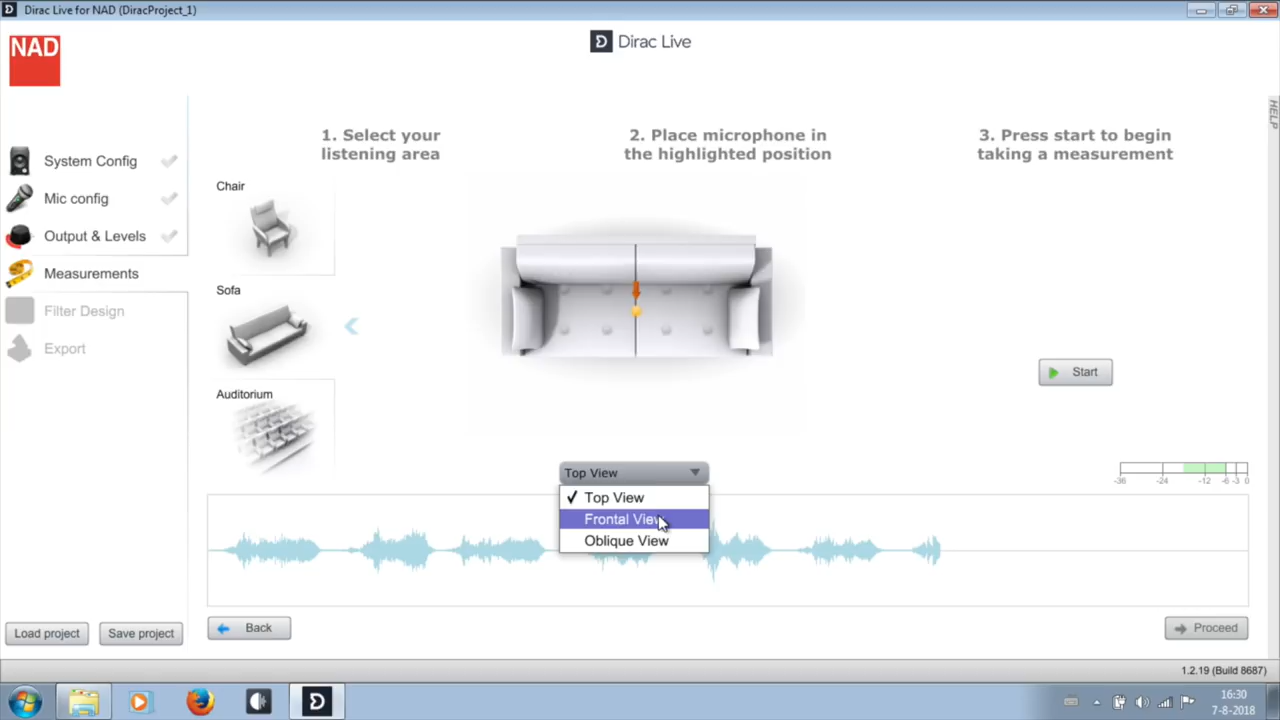 Dirac Live for NAD (DiracProject_1)
NAD
Dirac Live
HELP
System Config
Mic config
Output & Levels
Measurements
Filter Design
Export
1. Select your
listening area
2. Place microphone in
the highlighted position
3. Press start to begin
taking a measurement
Chair
Sofa
Auditorium
Start
Top View
Top View
Frontal View
Oblique View
-36 -24 -12 -6 -3 0
Load project
Save project
Back
Proceed
1.2.19 (Build 8687)
16:30
7-8-2018